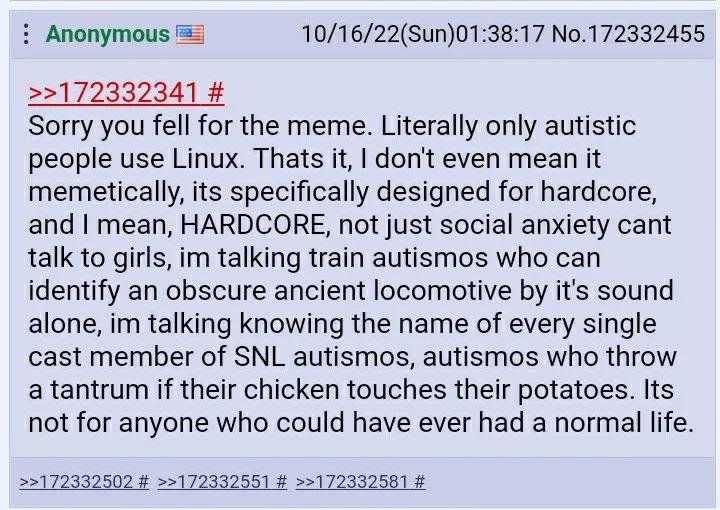 Anonymous 10/16/22(Sun)01:38:17 No.172332455
>>172332341 #
Sorry you fell for the meme. Literally only autistic
people use Linux. Thats it, I don't even mean it
memetically, its specifically designed for hardcore,
and I mean, HARDCORE, not just social anxiety cant
talk to girls, im talking train autismos who can
identify an obscure ancient locomotive by it's sound
alone, im talking knowing the name of every single
cast member of SNL autismos, autismos who throw
a tantrum if their chicken touches their potatoes. Its
not for anyone who could have ever had a normal life.
>>172332502 # >>172332551 # >>172332581 #